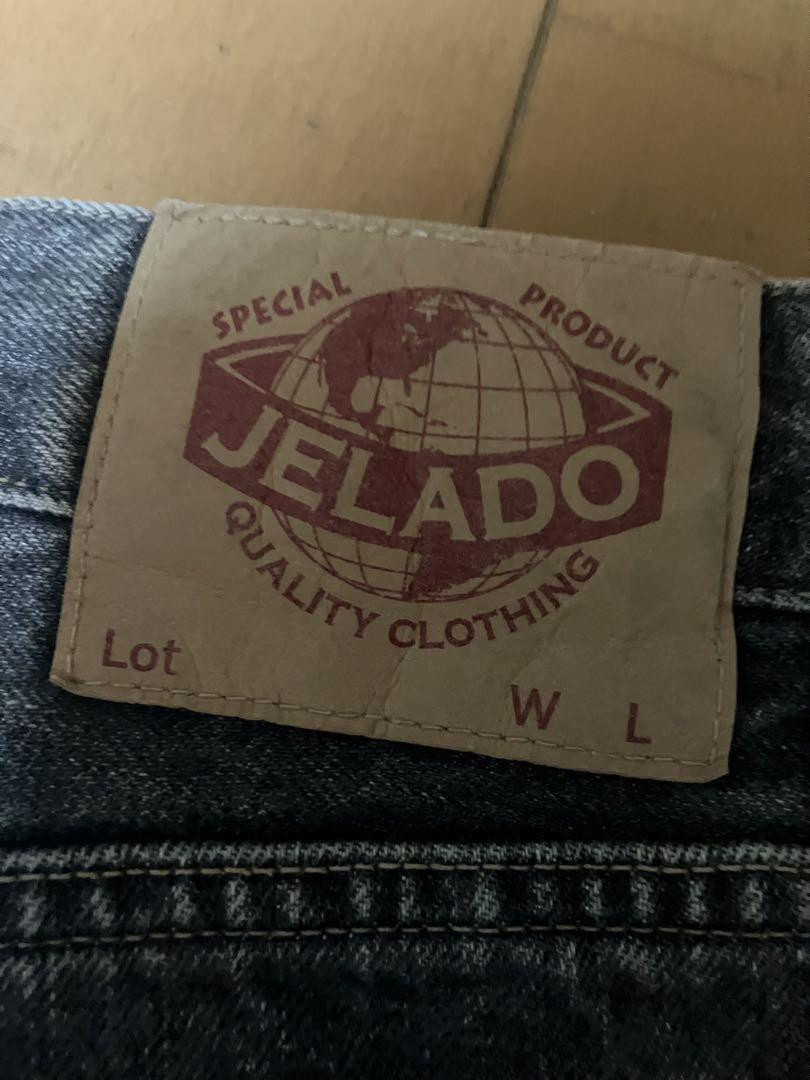 SPECIAL PRODUCT
JELADO
QUALITY CLOTHING
Lot W L